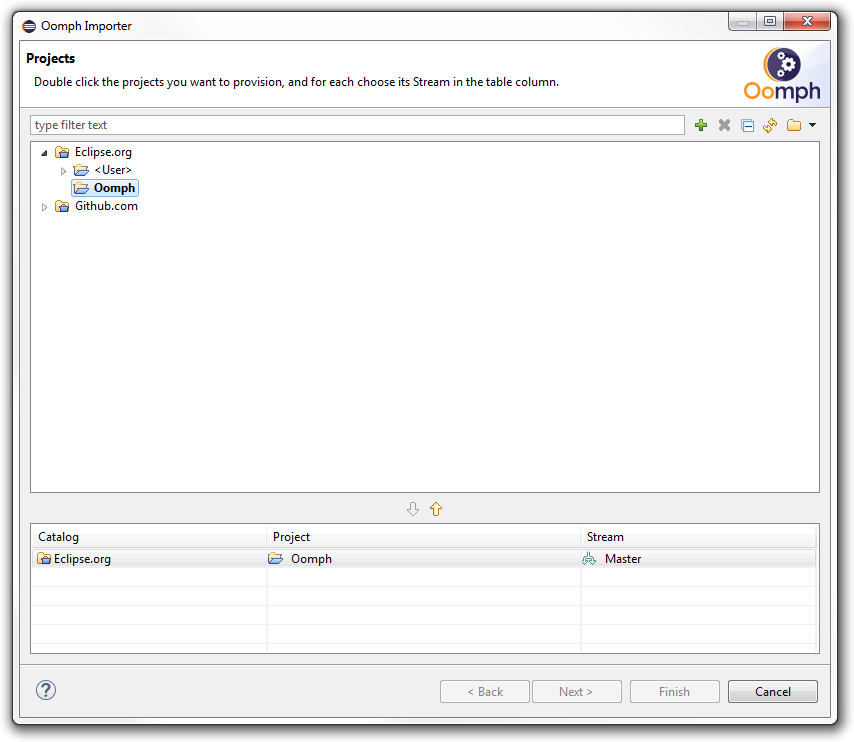 Oomph Importer
Projects
Double click the projects you want to provision, and for each choose its Stream in the table column.
Oomph
type filter text
Eclipse.org
<User>
Oomph
Github.com
Catalog Project Stream
Eclipse.org Oomph Master
? < Back Next > Finish Cancel